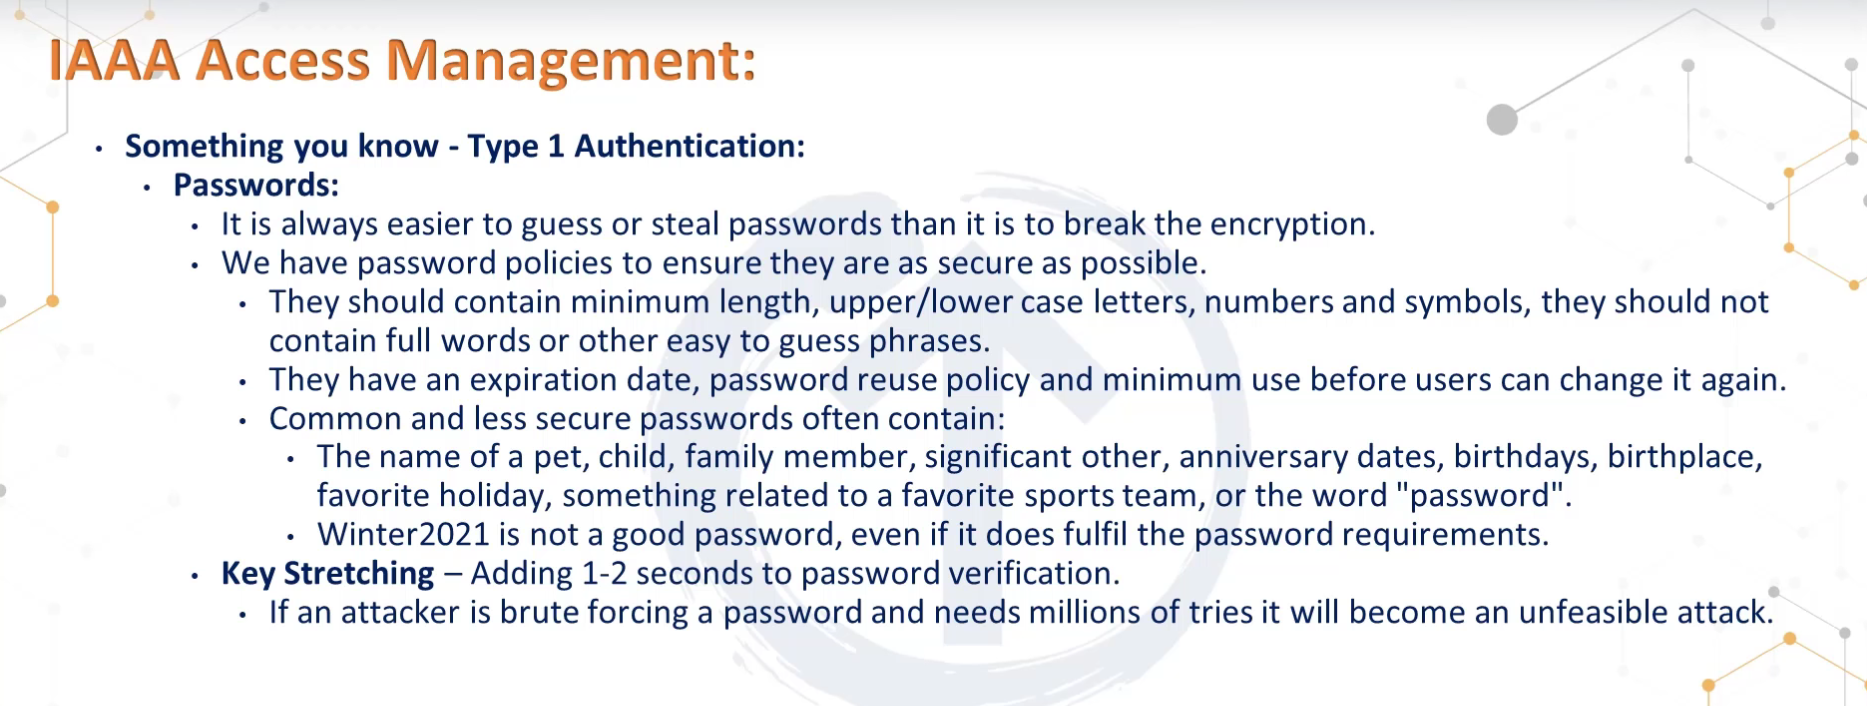 IAAA Access Management:
• Something you know - Type 1 Authentication:
• Passwords:
• It is always easier to guess or steal passwords than it is to break the encryption.
• We have password policies to ensure they are as secure as possible.
• They should contain minimum length, upper/lower case letters, numbers and symbols, they should not
contain full words or other easy to guess phrases.
• They have an expiration date, password reuse policy and minimum use before users can change it again.
• Common and less secure passwords often contain:
• The name of a pet, child, family member, significant other, anniversary dates, birthdays, birthplace,
favorite holiday, something related to a favorite sports team, or the word "password".
• Winter2021 is not a good password, even if it does fulfil the password requirements.
• Key Stretching – Adding 1-2 seconds to password verification.
• If an attacker is brute forcing a password and needs millions of tries it will become an unfeasible attack.